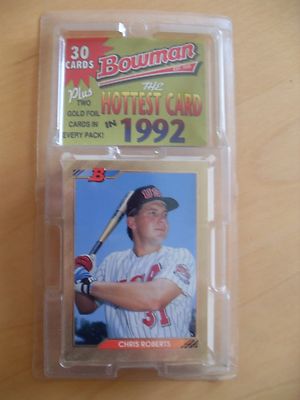 30
CARDS
Bowman
Plus
TWO
GOLD FOIL
CARDS IN
EVERY PACK!
THE
HOTTEST CARD
IN 1992
B
USA
31
CHRIS ROBERTS